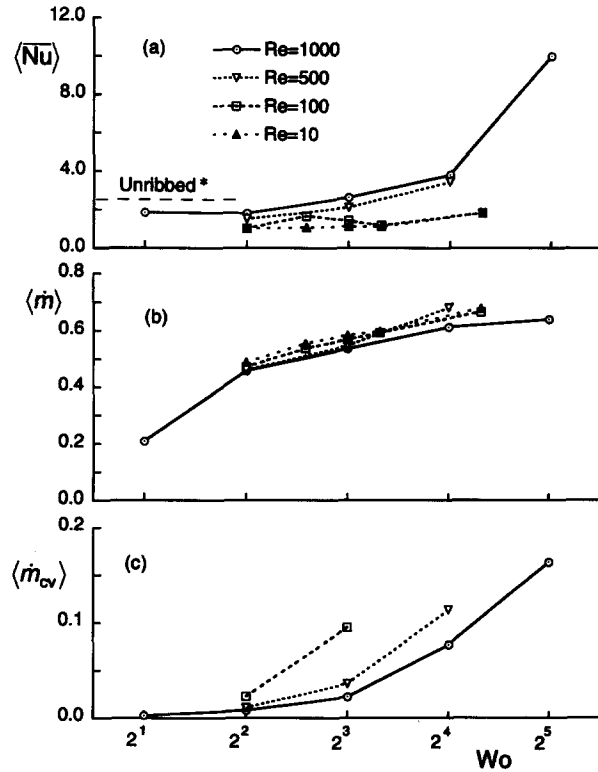 12.0
⟨N̅u̅⟩
(a)
Re=1000
Re=500
Re=100
Re=10
8.0
4.0
Unribbed *
0.0
0.8
⟨ṁ⟩
(b)
0.6
0.4
0.2
0.0
0.2
⟨ṁcv⟩
(c)
0.1
0.0
2¹ 2² 2³ 2⁴ 2⁵
Wo